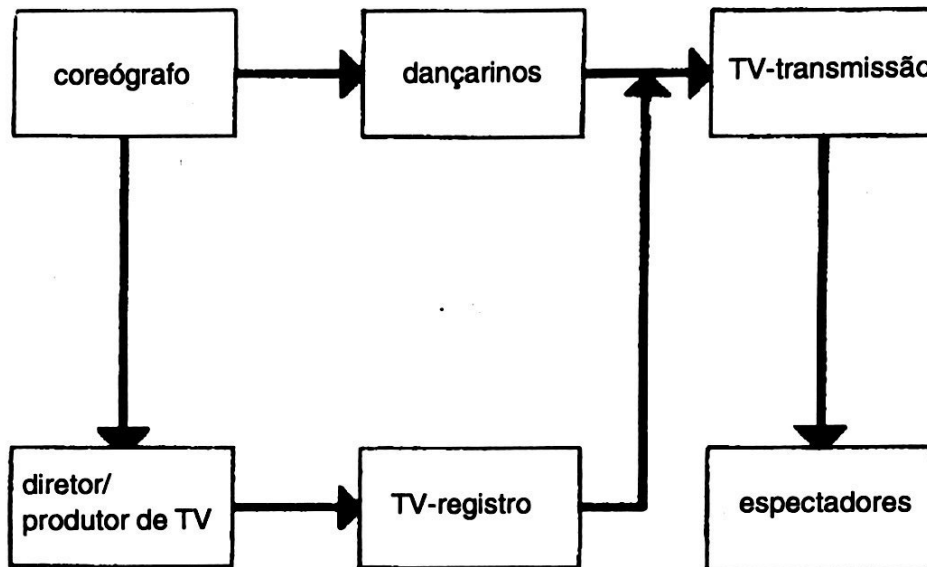 coreógrafo
dançarinos
TV-transmissão
diretor/
produtor de TV
TV-registro
espectadores